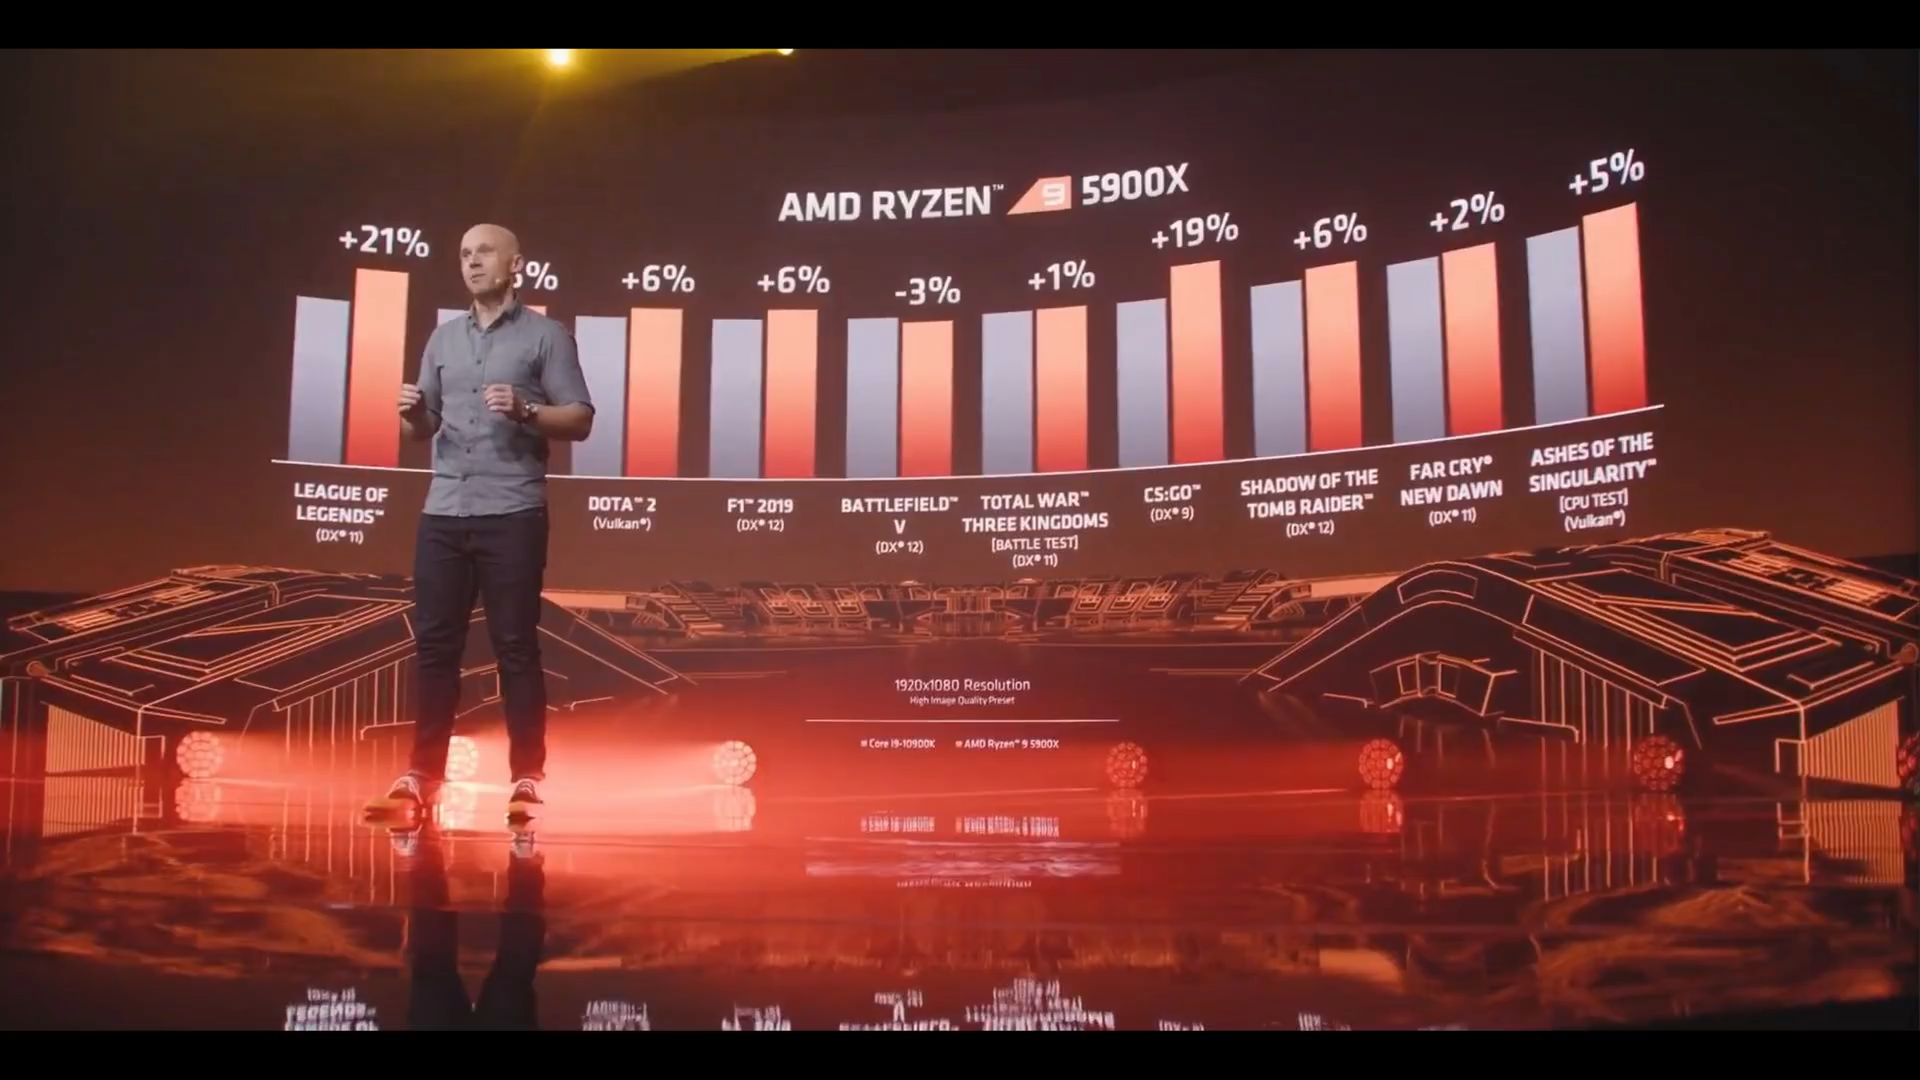 AMD RYZEN™ 9 5900X
+21%
%
+6%
+6%
-3%
+1%
+19%
+6%
+2%
+5%
LEAGUE OF
LEGENDS™
(DX® 11)
DOTA™ 2
(Vulkan®)
F1™ 2019
(DX® 12)
BATTLEFIELD™
V
(DX® 12)
TOTAL WAR™
THREE KINGDOMS
[BATTLE TEST]
(DX® 11)
CS:GO™
(DX® 9)
SHADOW OF THE
TOMB RAIDER™
(DX® 12)
FAR CRY®
NEW DAWN
(DX® 11)
ASHES OF THE
SINGULARITY™
[CPU TEST]
(Vulkan®)
1920x1080 Resolution
High Image Quality Preset
Core i9-10900K AMD Ryzen™ 9 5900X